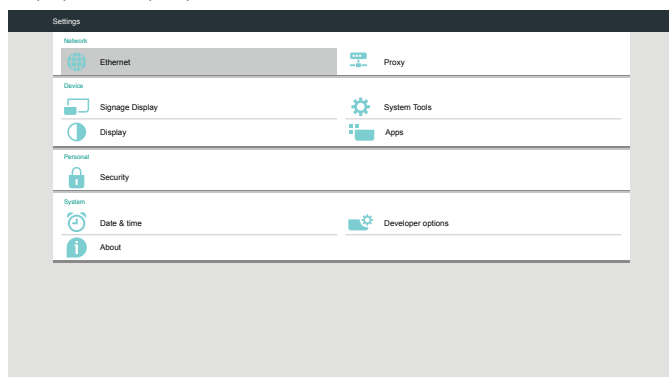 Settings
Network
Ethernet
Proxy
Device
Signage Display
System Tools
Display
Apps
Personal
Security
System
Date & time
Developer options
About